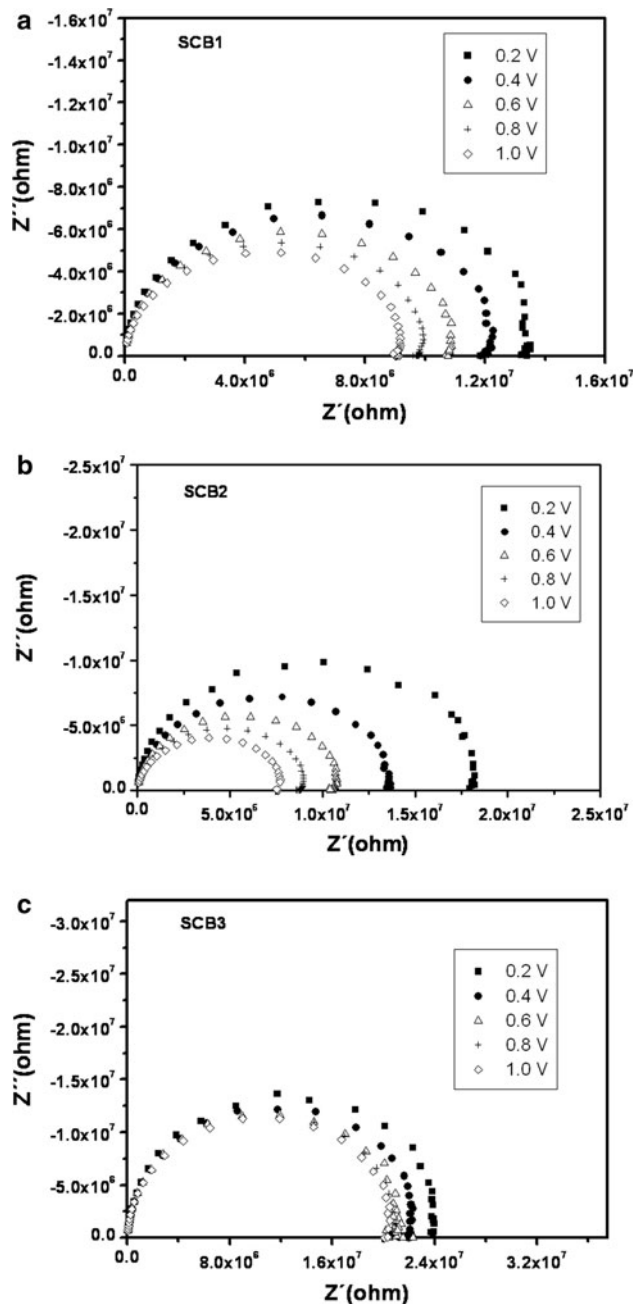 a
SCB1
0.2 V
0.4 V
0.6 V
0.8 V
1.0 V
-1.6x10⁷
-1.4x10⁷
-1.2x10⁷
-1.0x10⁷
-8.0x10⁶
-6.0x10⁶
-4.0x10⁶
-2.0x10⁶
0.0
Z´´(ohm)
0.0 4.0x10⁶ 8.0x10⁶ 1.2x10⁷ 1.6x10⁷
Z´(ohm)
b
SCB2
0.2 V
0.4 V
0.6 V
0.8 V
1.0 V
-2.5x10⁷
-2.0x10⁷
-1.5x10⁷
-1.0x10⁷
-5.0x10⁶
0.0
Z´´(ohm)
0.0 5.0x10⁶ 1.0x10⁷ 1.5x10⁷ 2.0x10⁷ 2.5x10⁷
Z´(ohm)
c
SCB3
0.2 V
0.4 V
0.6 V
0.8 V
1.0 V
-3.0x10⁷
-2.5x10⁷
-2.0x10⁷
-1.5x10⁷
-1.0x10⁷
-5.0x10⁶
0.0
Z´´(ohm)
0.0 8.0x10⁶ 1.6x10⁷ 2.4x10⁷ 3.2x10⁷
Z´(ohm)